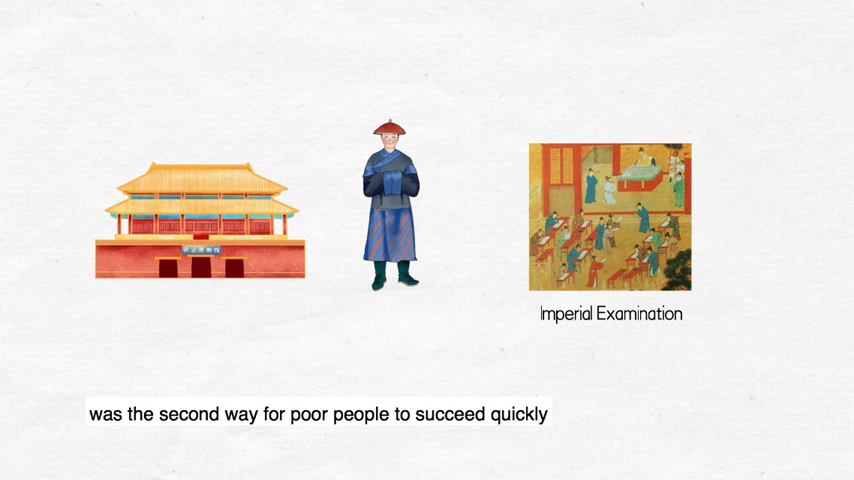 Imperial Examination
was the second way for poor people to succeed quickly